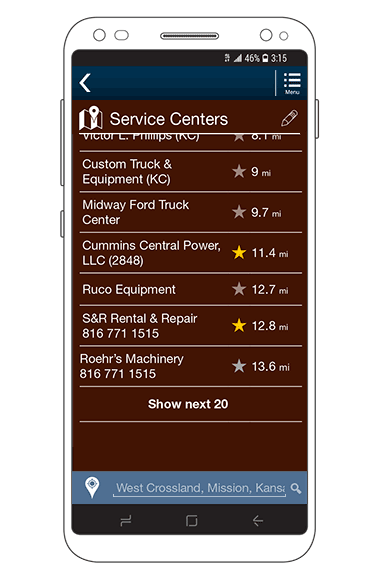 46% 3:15
Menu
Service Centers
Victor L. Phillips (KC) 8.1 mi
Custom Truck &
Equipment (KC)
9 mi
Midway Ford Truck
Center
9.7 mi
Cummins Central Power,
LLC (2848)
11.4 mi
Ruco Equipment 12.7 mi
S&R Rental & Repair
816 771 1515
12.8 mi
Roehr's Machinery
816 771 1515
13.6 mi
Show next 20
West Crossland, Mission, Kansa